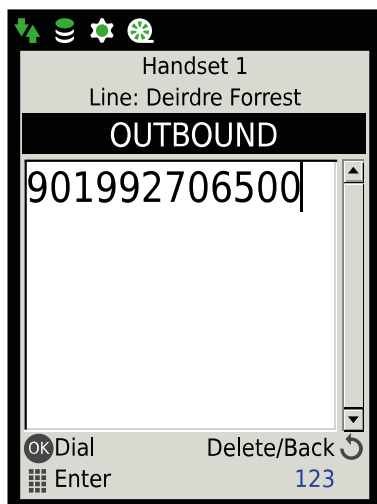 Handset 1
Line: Deirdre Forrest
OUTBOUND
901992706500
OK Dial Delete/Back
Enter 123